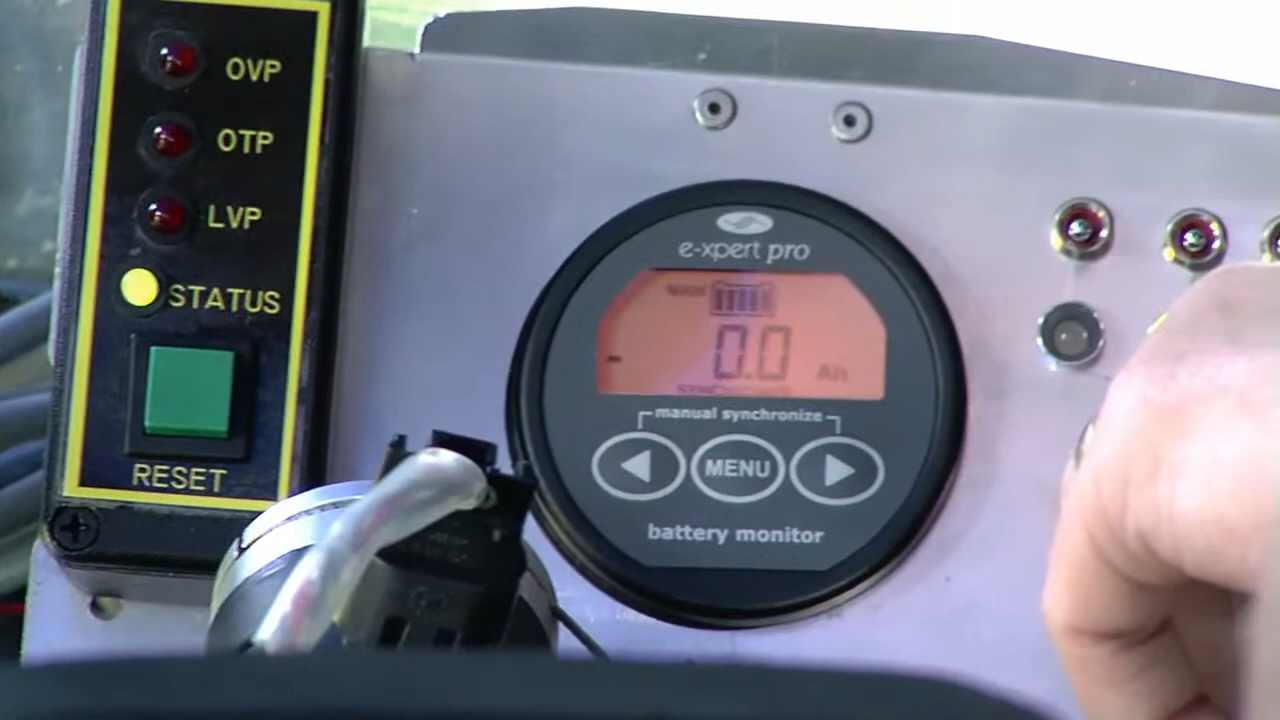 OVP
OTP
LVP
STATUS
RESET
e-xpert pro
0.0
Ah
manual synchronize
MENU
battery monitor